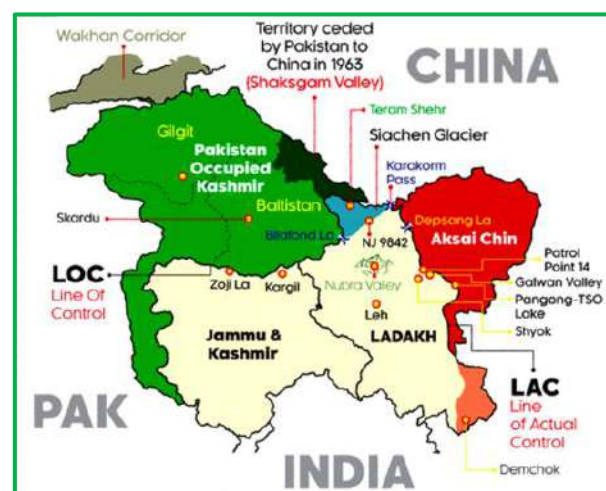 Wakhan Corridor
Territory ceded
by Pakistan to
China in 1963
(Shaksgam Valley)
CHINA
Teram Shehr
Siachen Glacier
Gilgit
Pakistan
Occupied
Kashmir
Karakorm
Pass
Skardu
Baltistan
Bilafond La
NJ 9842
Depsang La
Aksai Chin
LOC
Line Of
Control
Zoji La
Kargil
Nubra Valley
Leh
Patrol
Point 14
Galwan Valley
Pangong-TSO
Lake
Shyok
Jammu &
Kashmir
LADAKH
LAC
Line
of Actual
Control
PAK
INDIA
Demchok